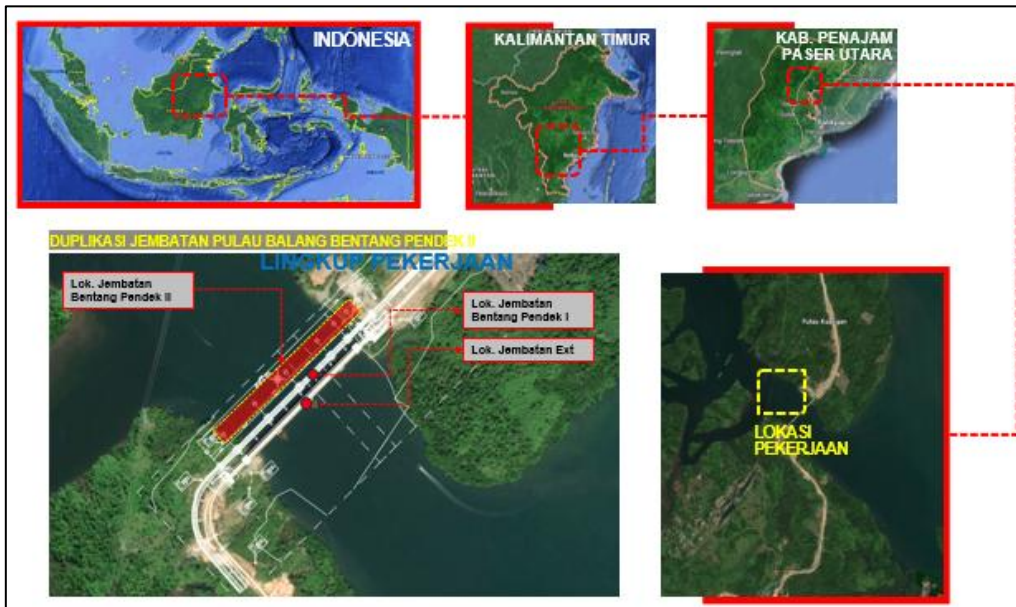 INDONESIA
KALIMANTAN TIMUR
KAB. PENAJAM
PASER UTARA
DUPLIKASI JEMBATAN PULAU BALANG BENTANG PENDEK II
LINGKUP PEKERJAAN
Lok. Jembatan
Bentang Pendek II
Lok. Jembatan
Bentang Pendek I
Lok. Jembatan Ext
LOKASI
PEKERJAAN